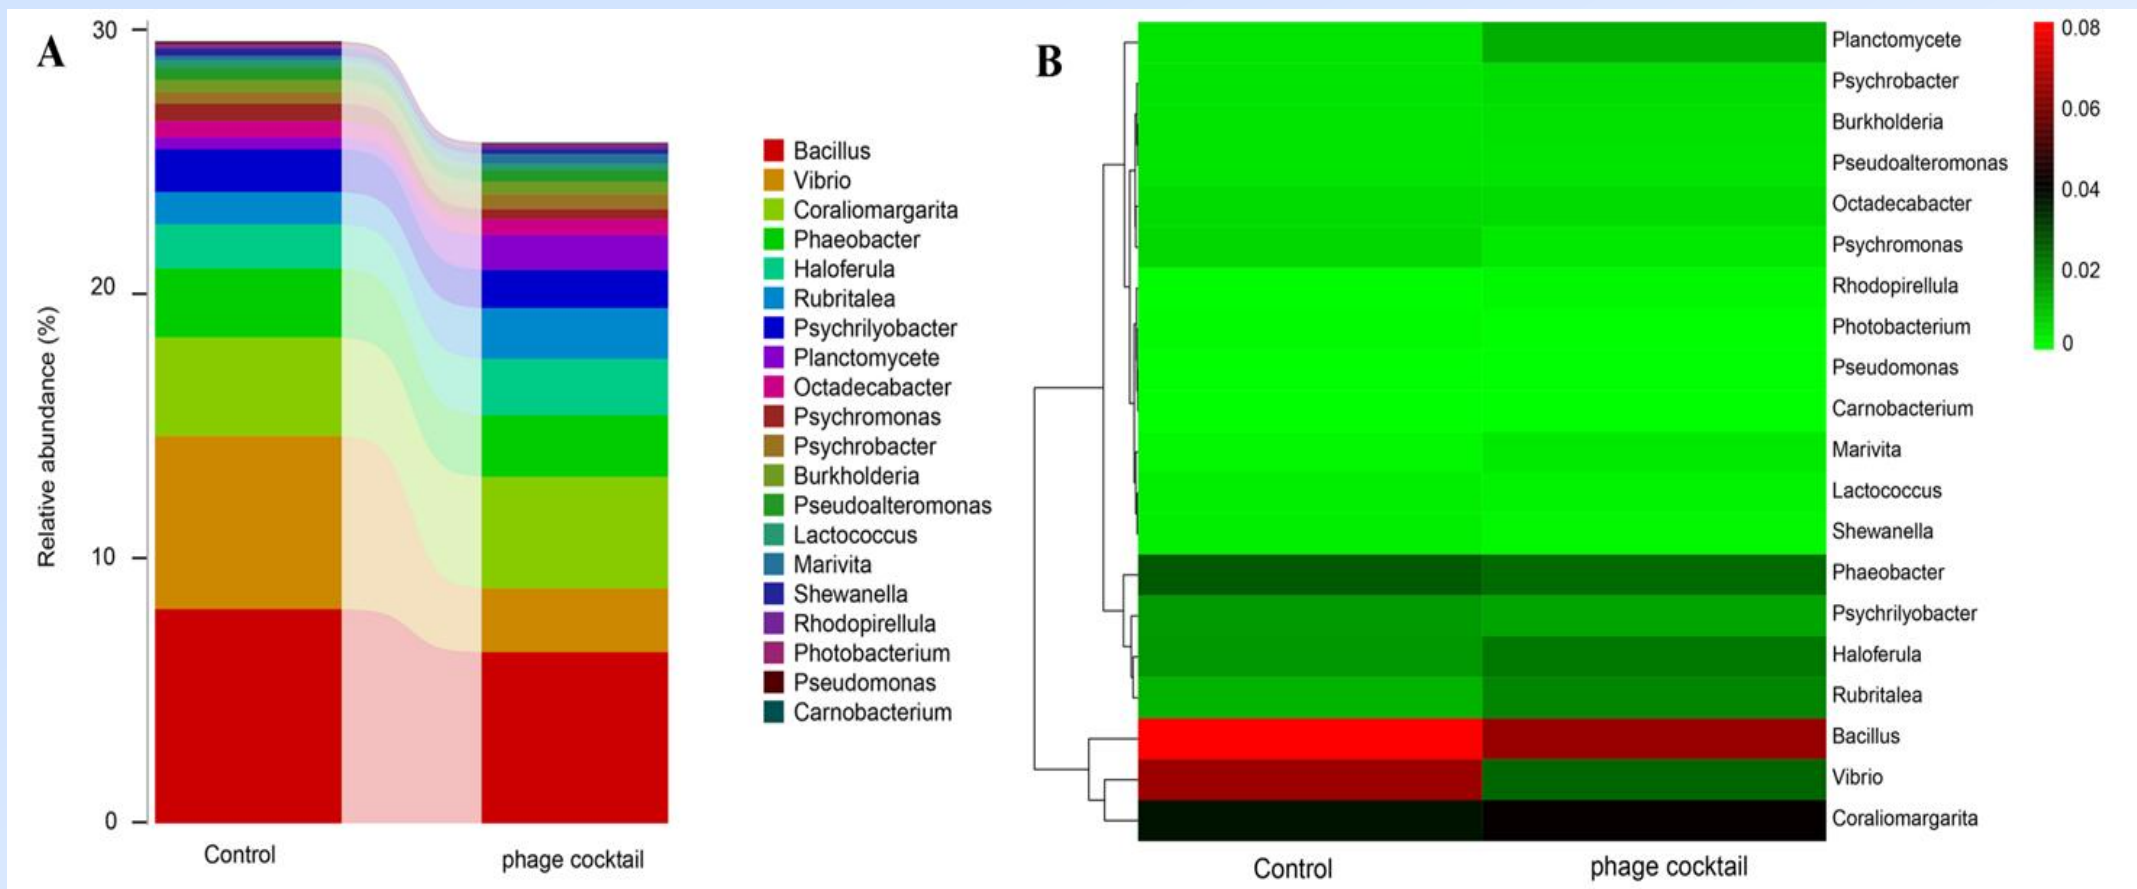 A
30
20
10
0
Relative abundance (%)
Control
phage cocktail
Bacillus
Vibrio
Coraliomargarita
Phaeobacter
Haloferula
Rubritalea
Psychrilyobacter
Planctomycete
Octadecabacter
Psychromonas
Psychrobacter
Burkholderia
Pseudoalteromonas
Lactococcus
Marivita
Shewanella
Rhodopirellula
Photobacterium
Pseudomonas
Carnobacterium
B
Planctomycete
Psychrobacter
Burkholderia
Pseudoalteromonas
Octadecabacter
Psychromonas
Rhodopirellula
Photobacterium
Pseudomonas
Carnobacterium
Marivita
Lactococcus
Shewanella
Phaeobacter
Psychrilyobacter
Haloferula
Rubritalea
Bacillus
Vibrio
Coraliomargarita
Control
phage cocktail
0.08
0.06
0.04
0.02
0